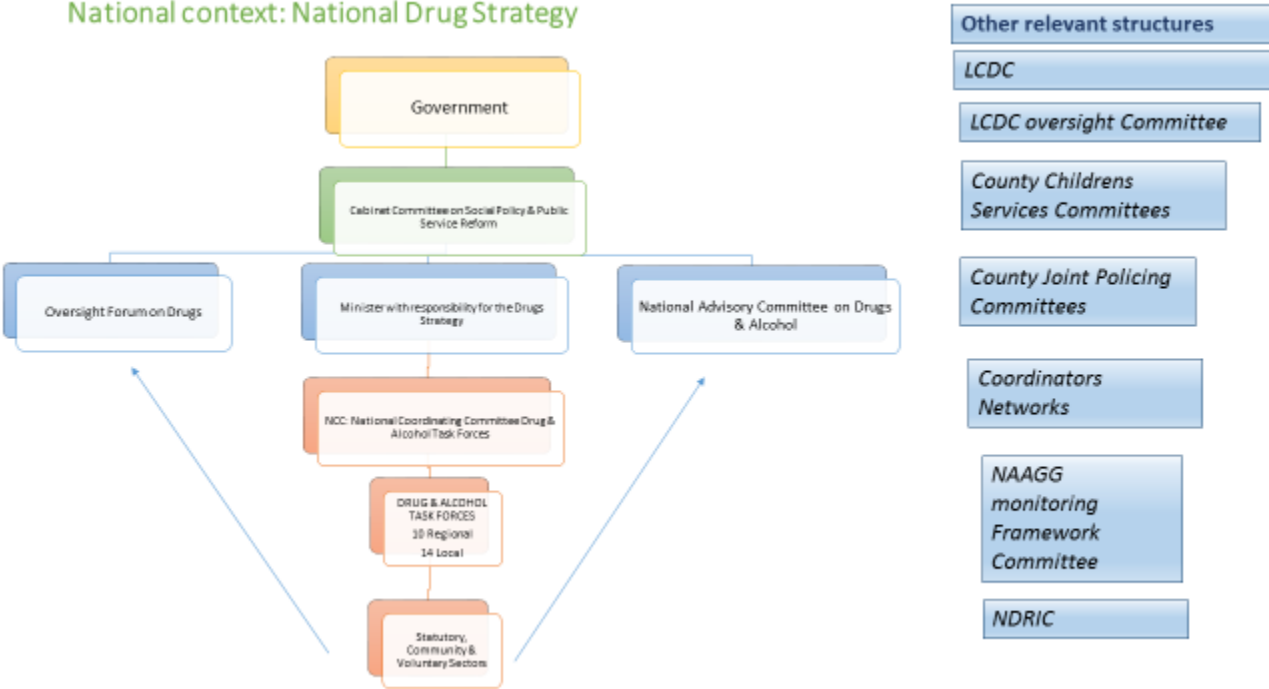 National context: National Drug Strategy
Government
Cabinet Committee on Social Policy & Public
Service Reform
Oversight Forum on Drugs
Minister with responsibility for the Drugs
Strategy
National Advisory Committee on Drugs
& Alcohol
NCC: National Coordinating Committee Drug &
Alcohol Task Forces
DRUG & ALCOHOL
TASK FORCES
10 Regional
14 Local
Statutory,
Community &
Voluntary Sectors
Other relevant structures
LCDC
LCDC oversight Committee
County Childrens
Services Committees
County Joint Policing
Committees
Coordinators
Networks
NAAGG
monitoring
Framework
Committee
NDRIC